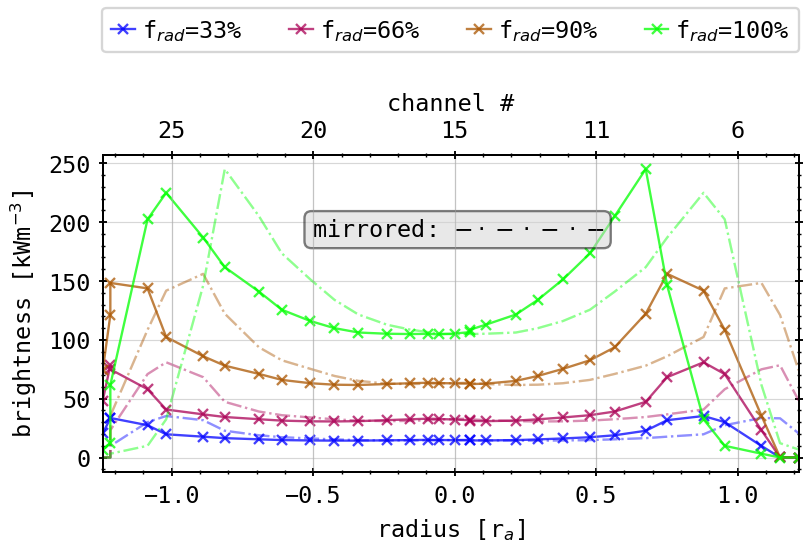 f_rad=33% f_rad=66% f_rad=90% f_rad=100%
channel #
25 20 15 11 6
250
200
150
100
50
0
brightness [kWm⁻³]
mirrored:
−1.0 −0.5 0.0 0.5 1.0
radius [r_a]